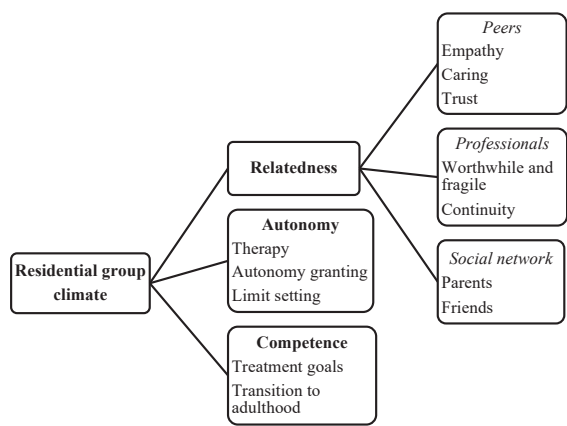 Residential group
climate
Relatedness
Autonomy
Therapy
Autonomy granting
Limit setting
Competence
Treatment goals
Transition to
adulthood
Peers
Empathy
Caring
Trust
Professionals
Worthwhile and
fragile
Continuity
Social network
Parents
Friends